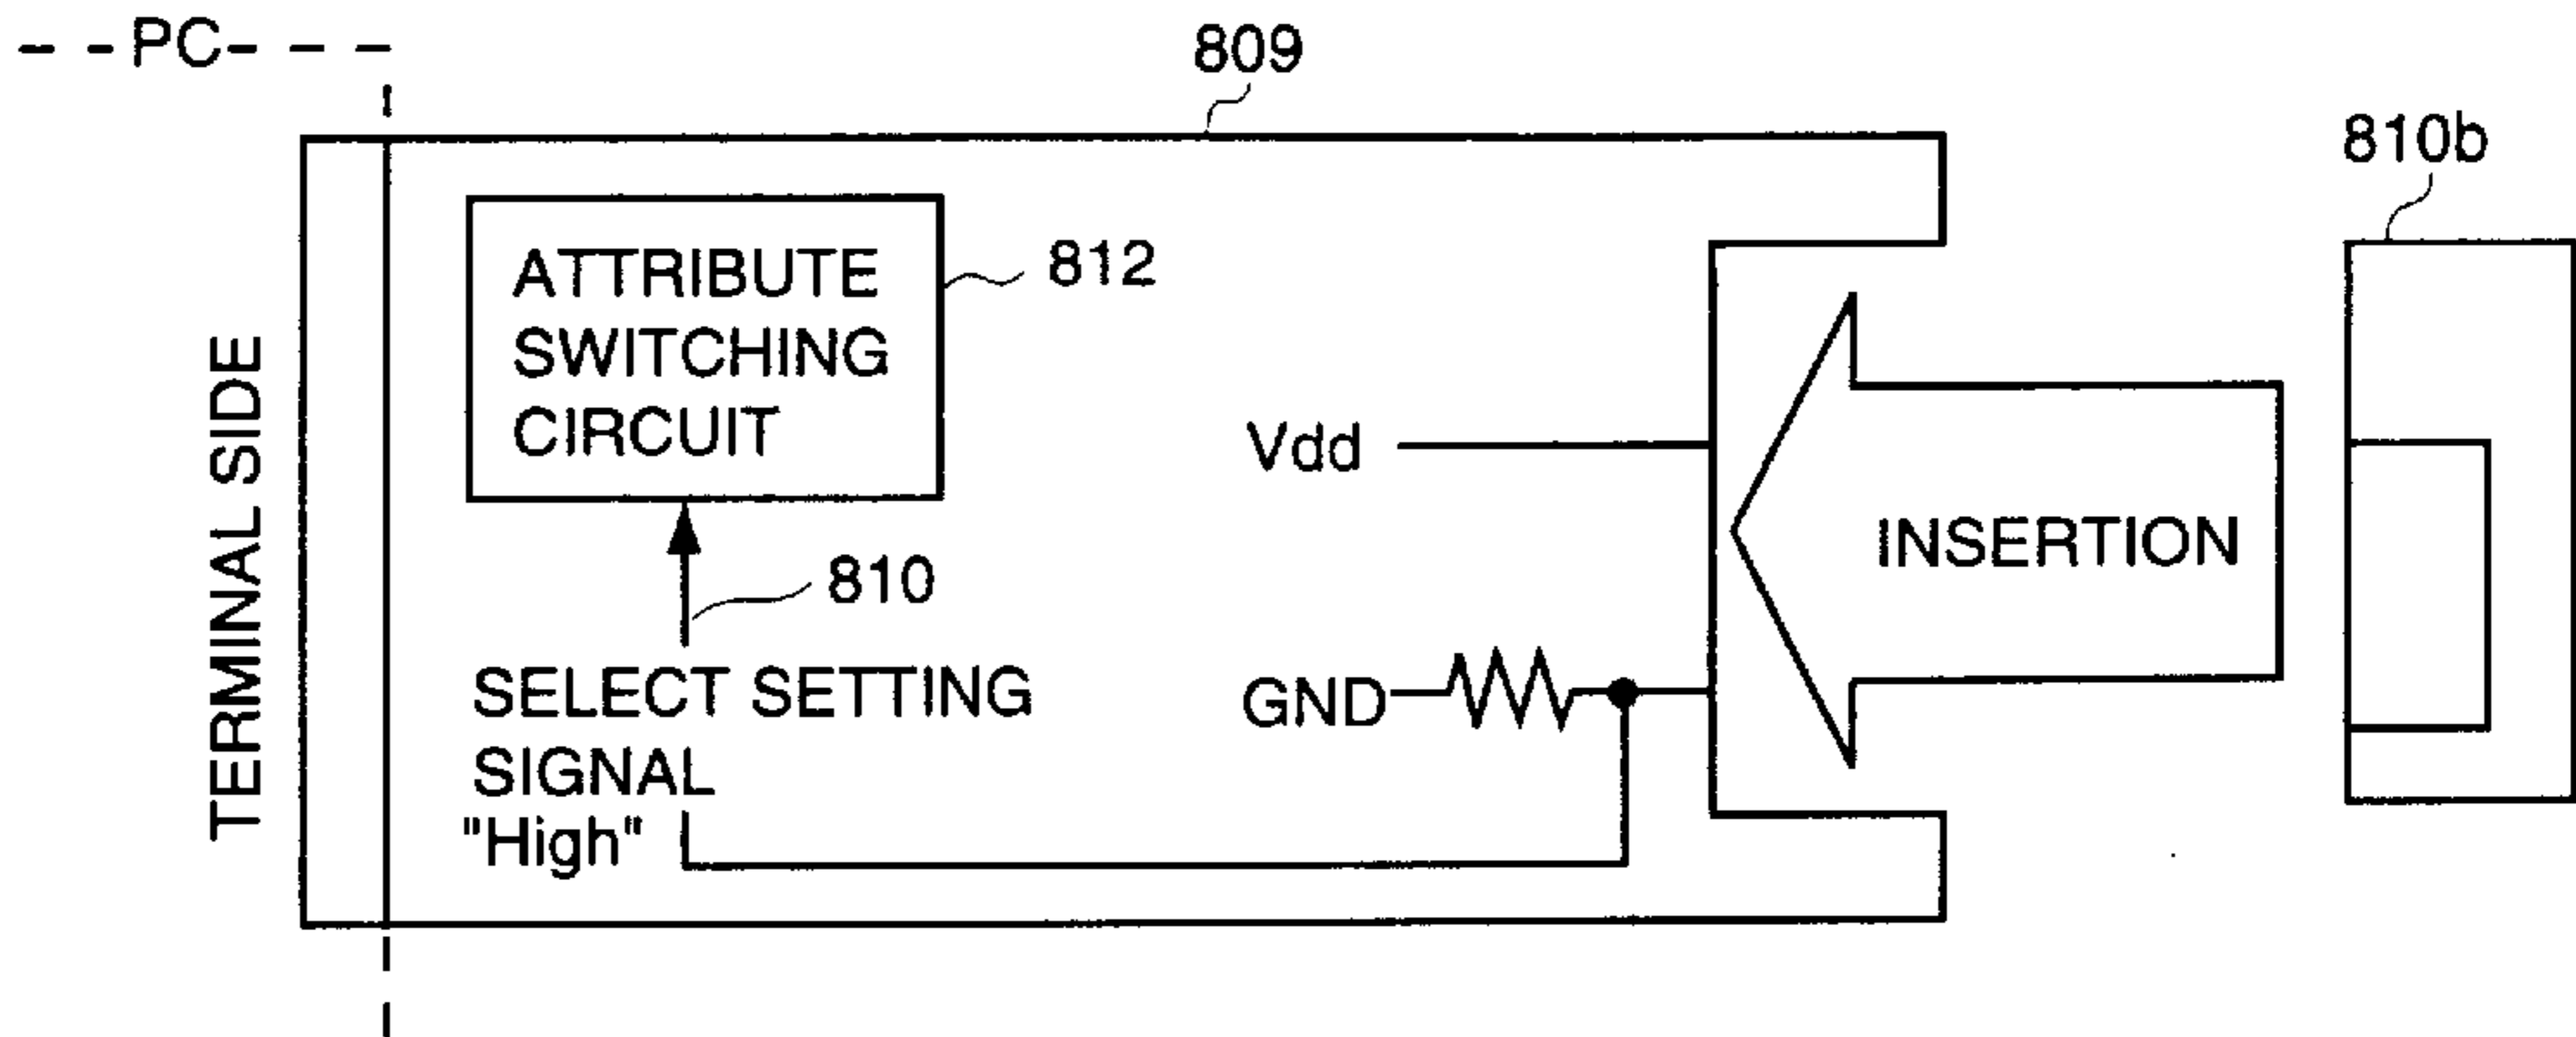 PC
809
810b
ATTRIBUTE
SWITCHING
CIRCUIT
812
TERMINAL SIDE
Vdd
INSERTION
810
SELECT SETTING
SIGNAL
"High"
GND